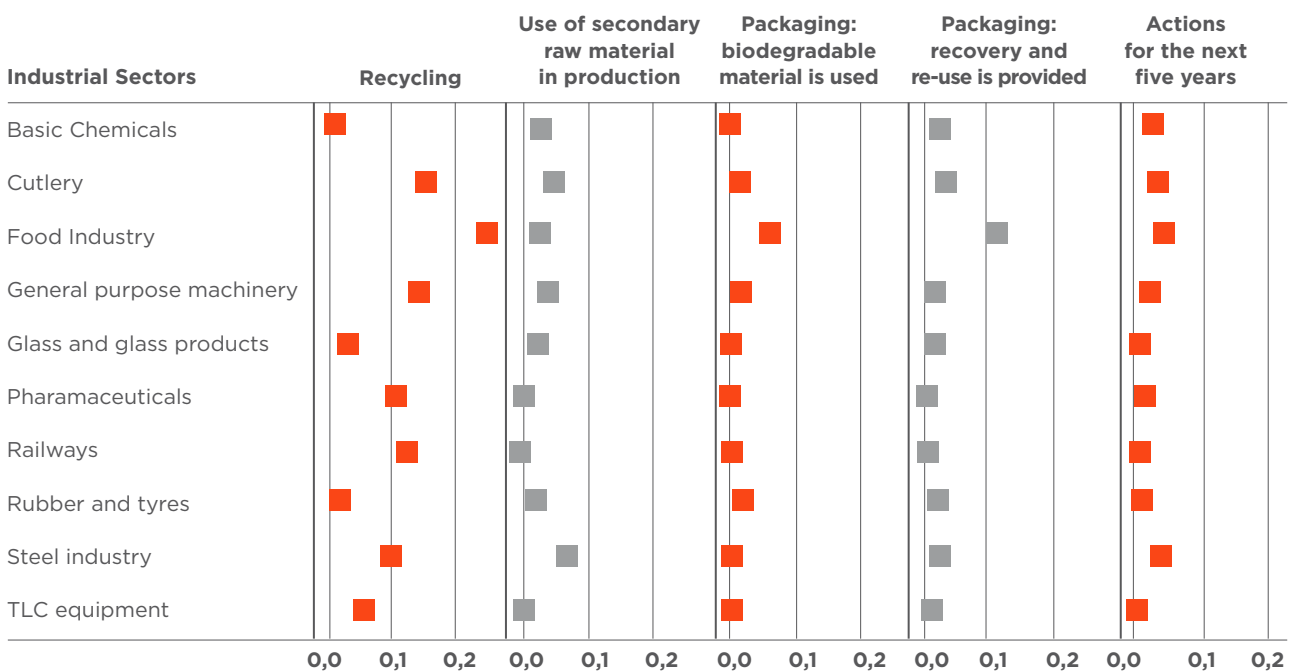 Industrial Sectors
Recycling
Use of secondary
raw material
in production
Packaging:
biodegradable
material is used
Packaging:
recovery and
re-use is provided
Actions
for the next
five years
Basic Chemicals
Cutlery
Food Industry
General purpose machinery
Glass and glass products
Pharamaceuticals
Railways
Rubber and tyres
Steel industry
TLC equipment
0,0 0,1 0,2 0,0 0,1 0,2 0,0 0,1 0,2 0,0 0,1 0,2 0,0 0,1 0,2